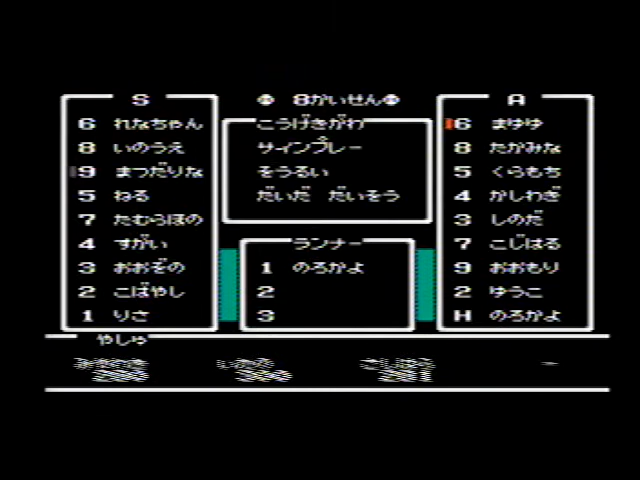 S
6 れなちゃん
8 いのうえ
9 まつだりな
5 ねる
7 たむらほの
4 すがい
3 おおぞの
2 こばやし
1 りさ
8かいせん
こうげきがわ
サインプレー
をうるい
だいだ だいそう
ランナー
1 のろかよ
2
3
A
6 まゆゆ
8 たかみな
5 くらもち
4 かしわぎ
3 しのだ
7 こじはる
9 おおもり
2 ゆうこ
H のろかよ
やしゅ